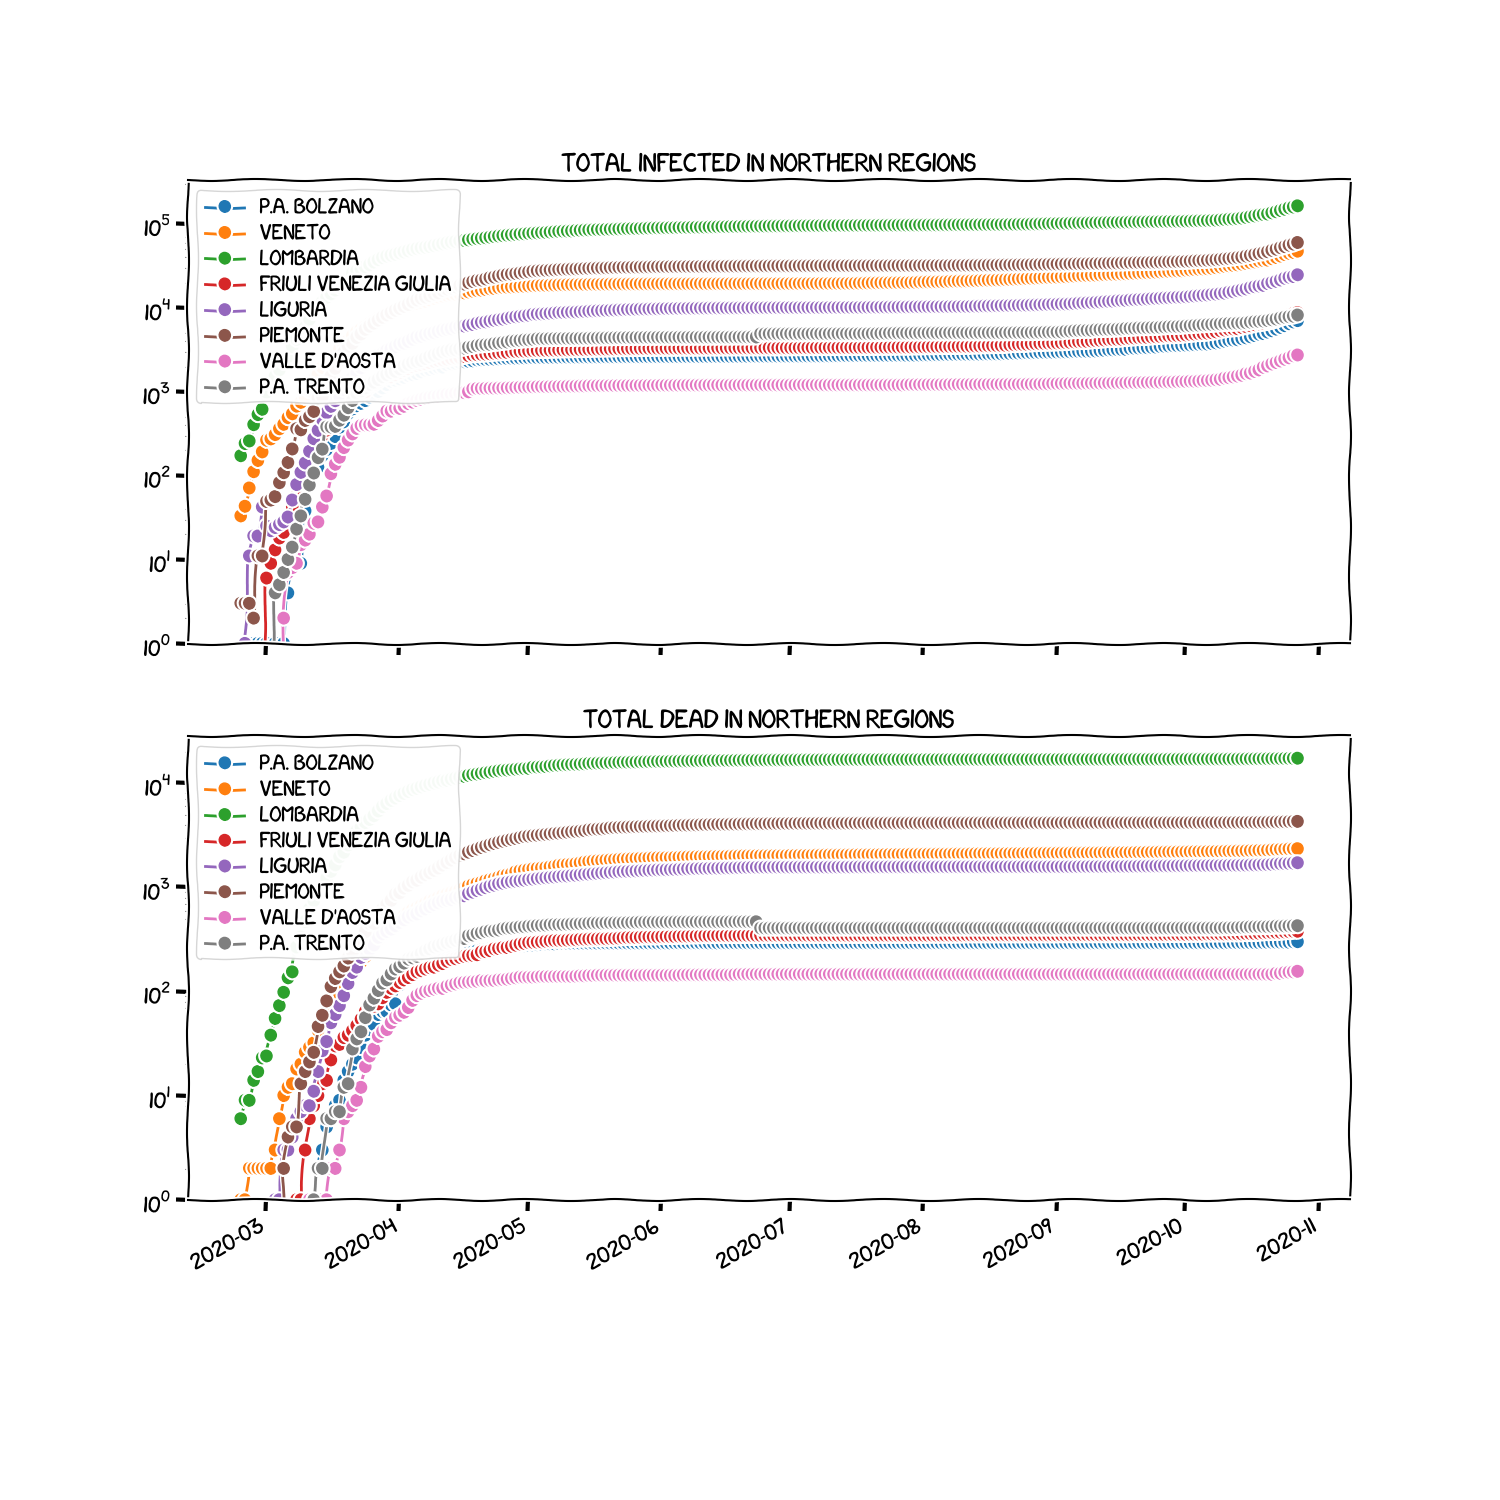 TOTAL INFECTED IN NORTHERN REGIONS
P.A. BOLZANO
VENETO
LOMBARDIA
FRIULI VENEZIA GIULIA
LIGURIA
PIEMONTE
VALLE D'AOSTA
P.A. TRENTO
10⁵
10⁴
10³
10²
10¹
10⁰
TOTAL DEAD IN NORTHERN REGIONS
P.A. BOLZANO
VENETO
LOMBARDIA
FRIULI VENEZIA GIULIA
LIGURIA
PIEMONTE
VALLE D'AOSTA
P.A. TRENTO
10⁴
10³
10²
10¹
10⁰
2020-03
2020-04
2020-05
2020-06
2020-07
2020-08
2020-09
2020-10
2020-11